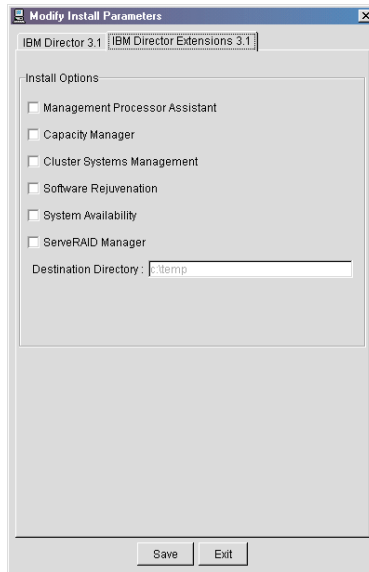 Modify Install Parameters
IBM Director 3.1 IBM Director Extensions 3.1
Install Options
Management Processor Assistant
Capacity Manager
Cluster Systems Management
Software Rejuvenation
System Availability
ServeRAID Manager
Destination Directory : c:\temp
Save Exit